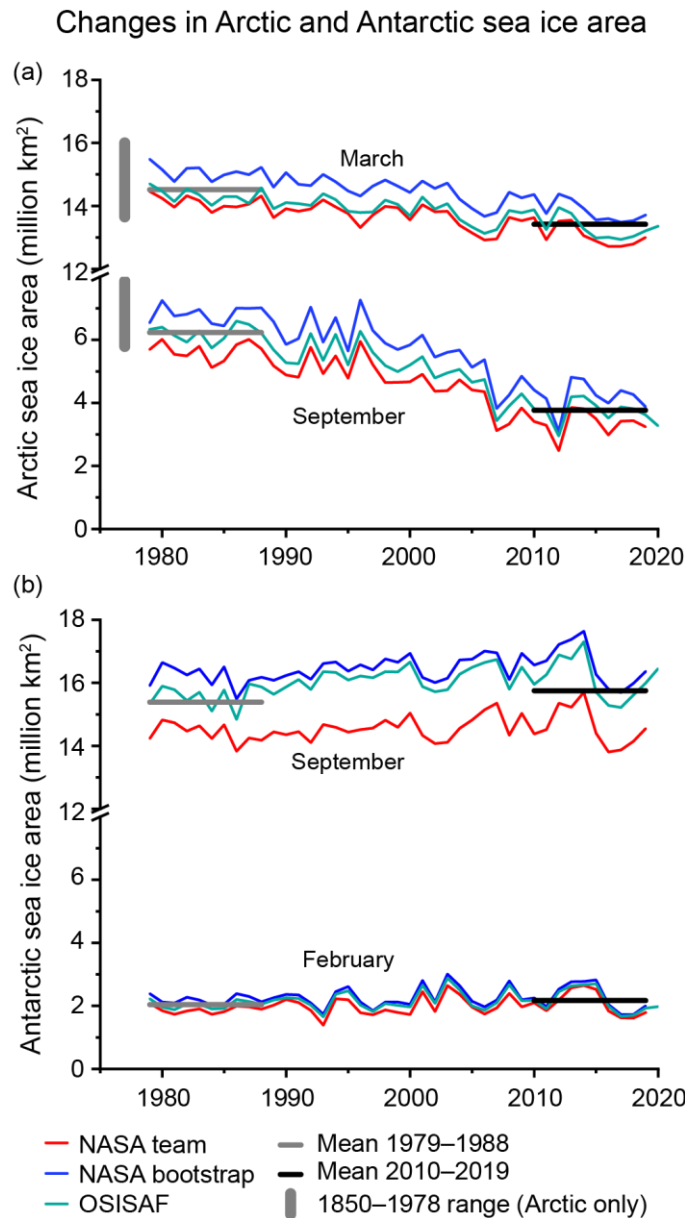 Changes in Arctic and Antarctic sea ice area
(a)
Arctic sea ice area (million km²)
16
14
12
6
4
2
0
March
September
1980 1990 2000 2010 2020
(b)
Antarctic sea ice area (million km²)
18
16
14
12
6
4
2
0
September
February
1980 1990 2000 2010 2020
NASA team
NASA bootstrap
OSISAF
Mean 1979–1988
Mean 2010–2019
1850–1978 range (Arctic only)